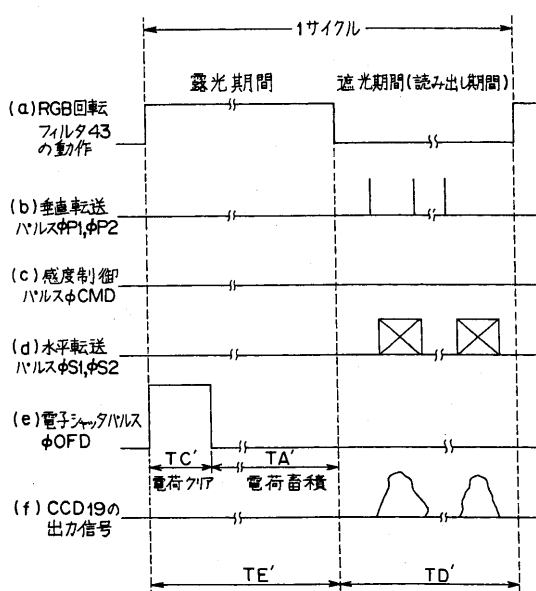 1サイクル
露光期間
遮光期間(読み出し期間)
(a)RGB回転
フィルタ43
の動作
(b)垂直転送
パルスφP1,φP2
(c)感度制御
パルスφCMD
(d)水平転送
パルスφS1,φS2
(e)電子シャッタパルス
φOFD
TC′
TA′
電荷クリア
電荷蓄積
(f)CCD19の
出力信号
TE′
TD′